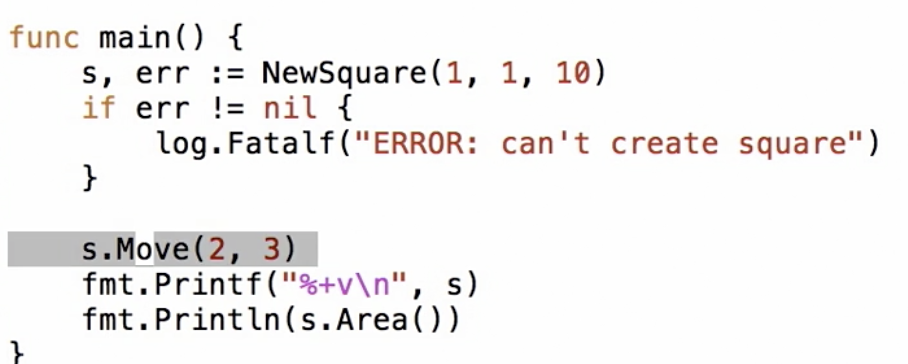 func main() {
    s, err := NewSquare(1, 1, 10)
    if err != nil {
        log.Fatalf("ERROR: can't create square")
    }

    s.Move(2, 3)
    fmt.Printf("%+v\n", s)
    fmt.Println(s.Area())
}